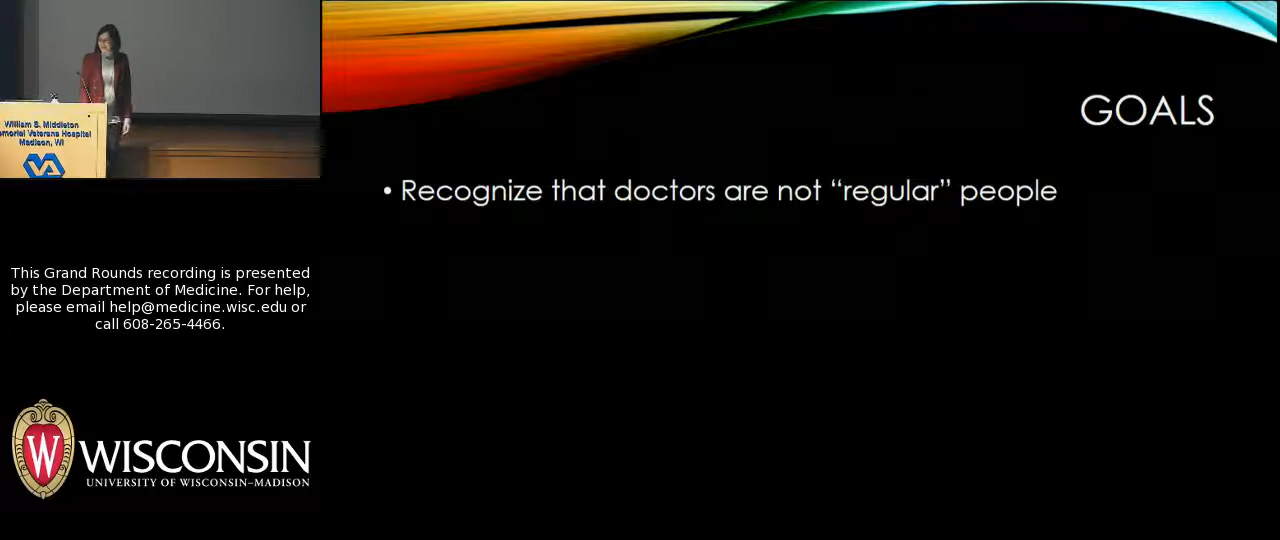 William S. Middleton
emorial Veterans Hospital
Madison, WI
VA
GOALS
• Recognize that doctors are not “regular” people
This Grand Rounds recording is presented
by the Department of Medicine. For help,
please email help@medicine.wisc.edu or
call 608-265-4466.
W
WISCONSIN
UNIVERSITY OF WISCONSIN–MADISON